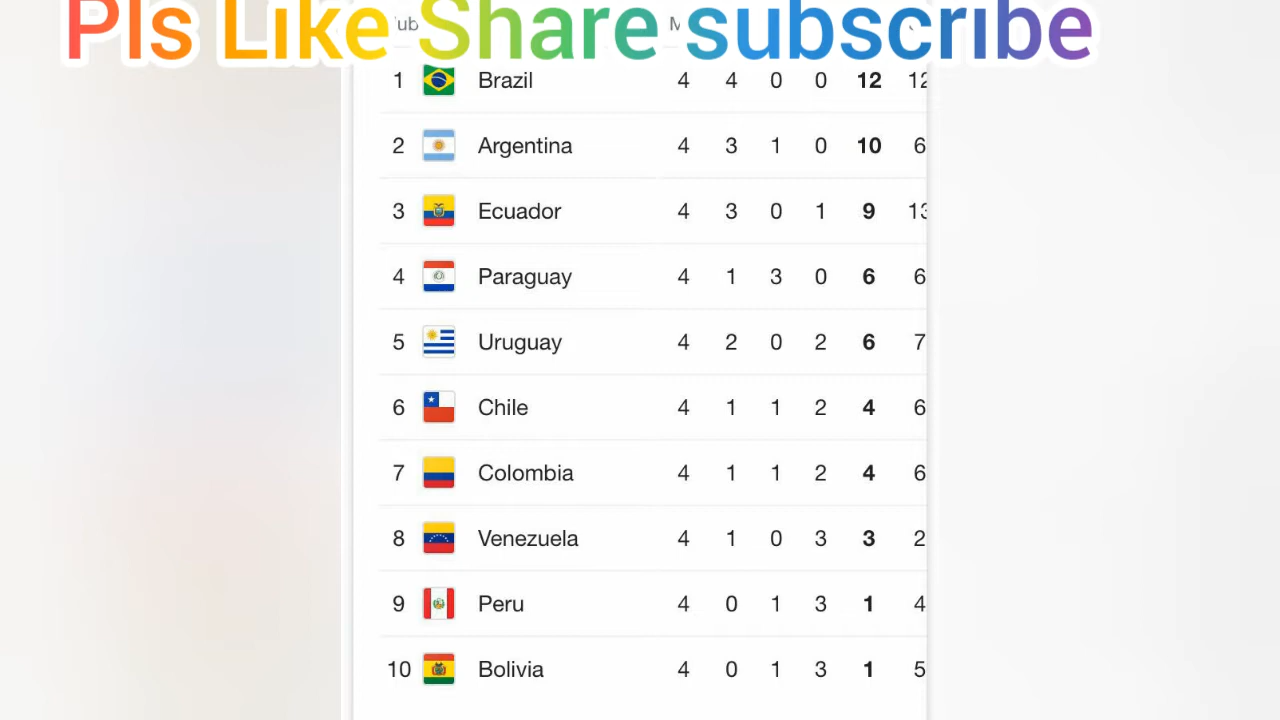 Pls Like Share subscribe
1 Brazil 4 4 0 0 12 12
2 Argentina 4 3 1 0 10 6
3 Ecuador 4 3 0 1 9 13
4 Paraguay 4 1 3 0 6 6
5 Uruguay 4 2 0 2 6 7
6 Chile 4 1 1 2 4 6
7 Colombia 4 1 1 2 4 6
8 Venezuela 4 1 0 3 3 2
9 Peru 4 0 1 3 1 4
10 Bolivia 4 0 1 3 1 5